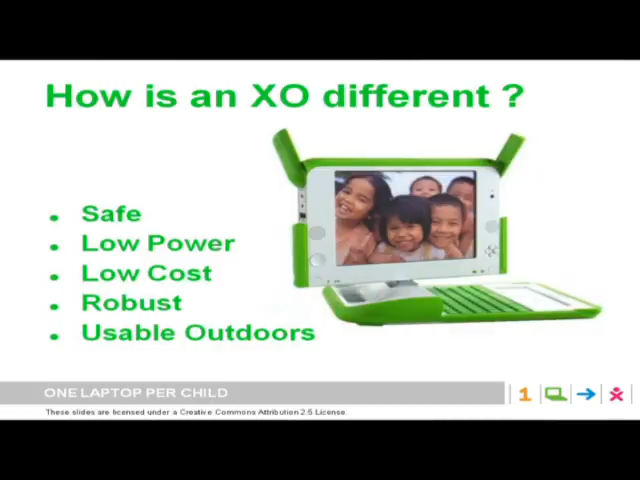 How is an XO different ?
Safe
Low Power
Low Cost
Robust
Usable Outdoors
ONE LAPTOP PER CHILD
1
These slides are licensed under a Creative Commons Attribution 2.5 License.